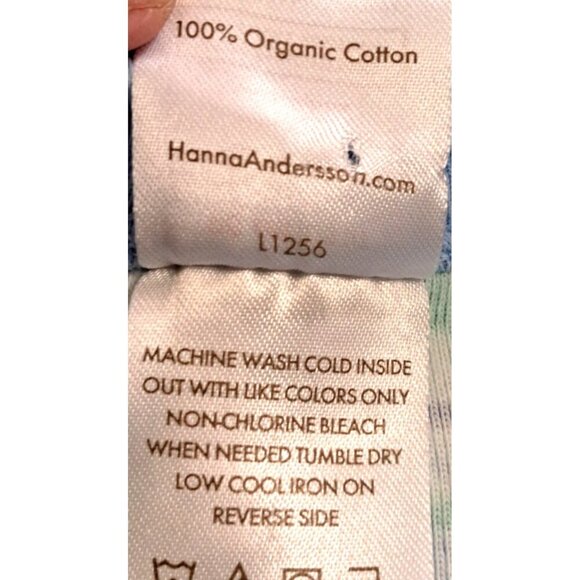 100% Organic Cotton
HannaAndersson.com
L1256
MACHINE WASH COLD INSIDE
OUT WITH LIKE COLORS ONLY
NON-CHLORINE BLEACH
WHEN NEEDED TUMBLE DRY
LOW COOL IRON ON
REVERSE SIDE